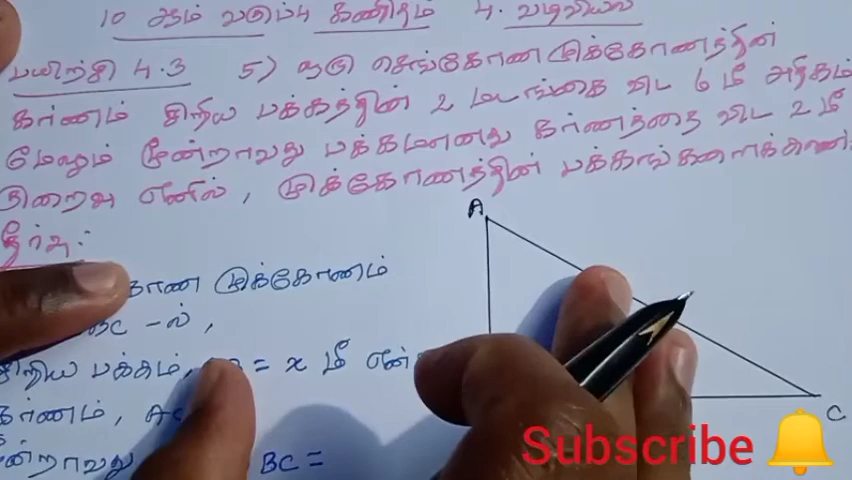 10 ஆம் வகுப்பு கணிதம் 4. வடிவியல்
பயிற்சி 4.3 5) ஒரு செங்கோண முக்கோணத்தின்
கர்ணம் சிறிய பக்கத்தின் 2 மடங்கை விட 6 மீ அதிகம்
மேலும் மூன்றாவது பக்கமானது கர்ணத்தை விட 2 மீ
குறைவு எனில், முக்கோணத்தின் பக்கங்களைக் காண்க.
தீர்வு:
A
கோண முக்கோணம்
BC -ல்,
சிறிய பக்கம், = x மீ என்
கர்ணம், AC
C
BC =
Subscribe